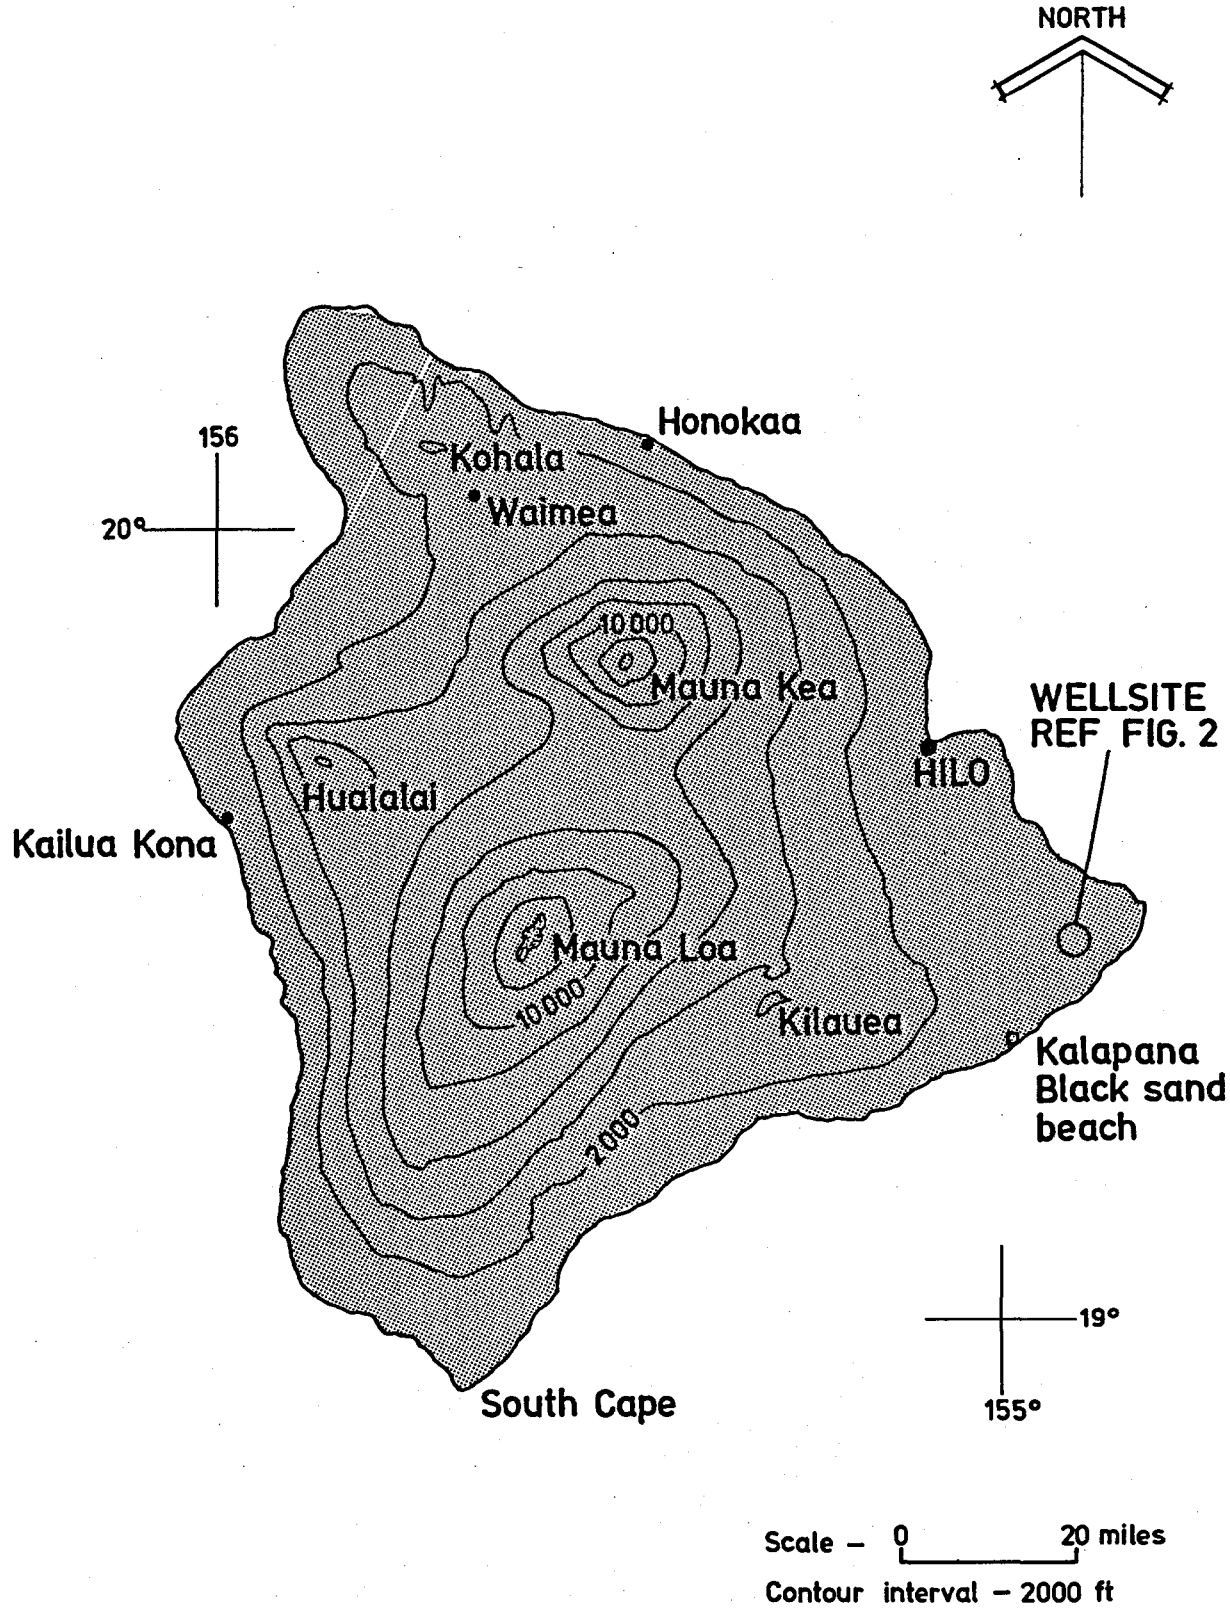 NORTH
Honokaa
156
Kohala
Waimea
20°
10 000
Mauna Kea
WELLSITE
REF FIG. 2
HILO
Hualalai
Kailua Kona
Mauna Loa
10 000
Kilauea
Kalapana
Black sand
beach
2000
19°
South Cape
155°
Scale – 0 20 miles
Contour interval – 2000 ft